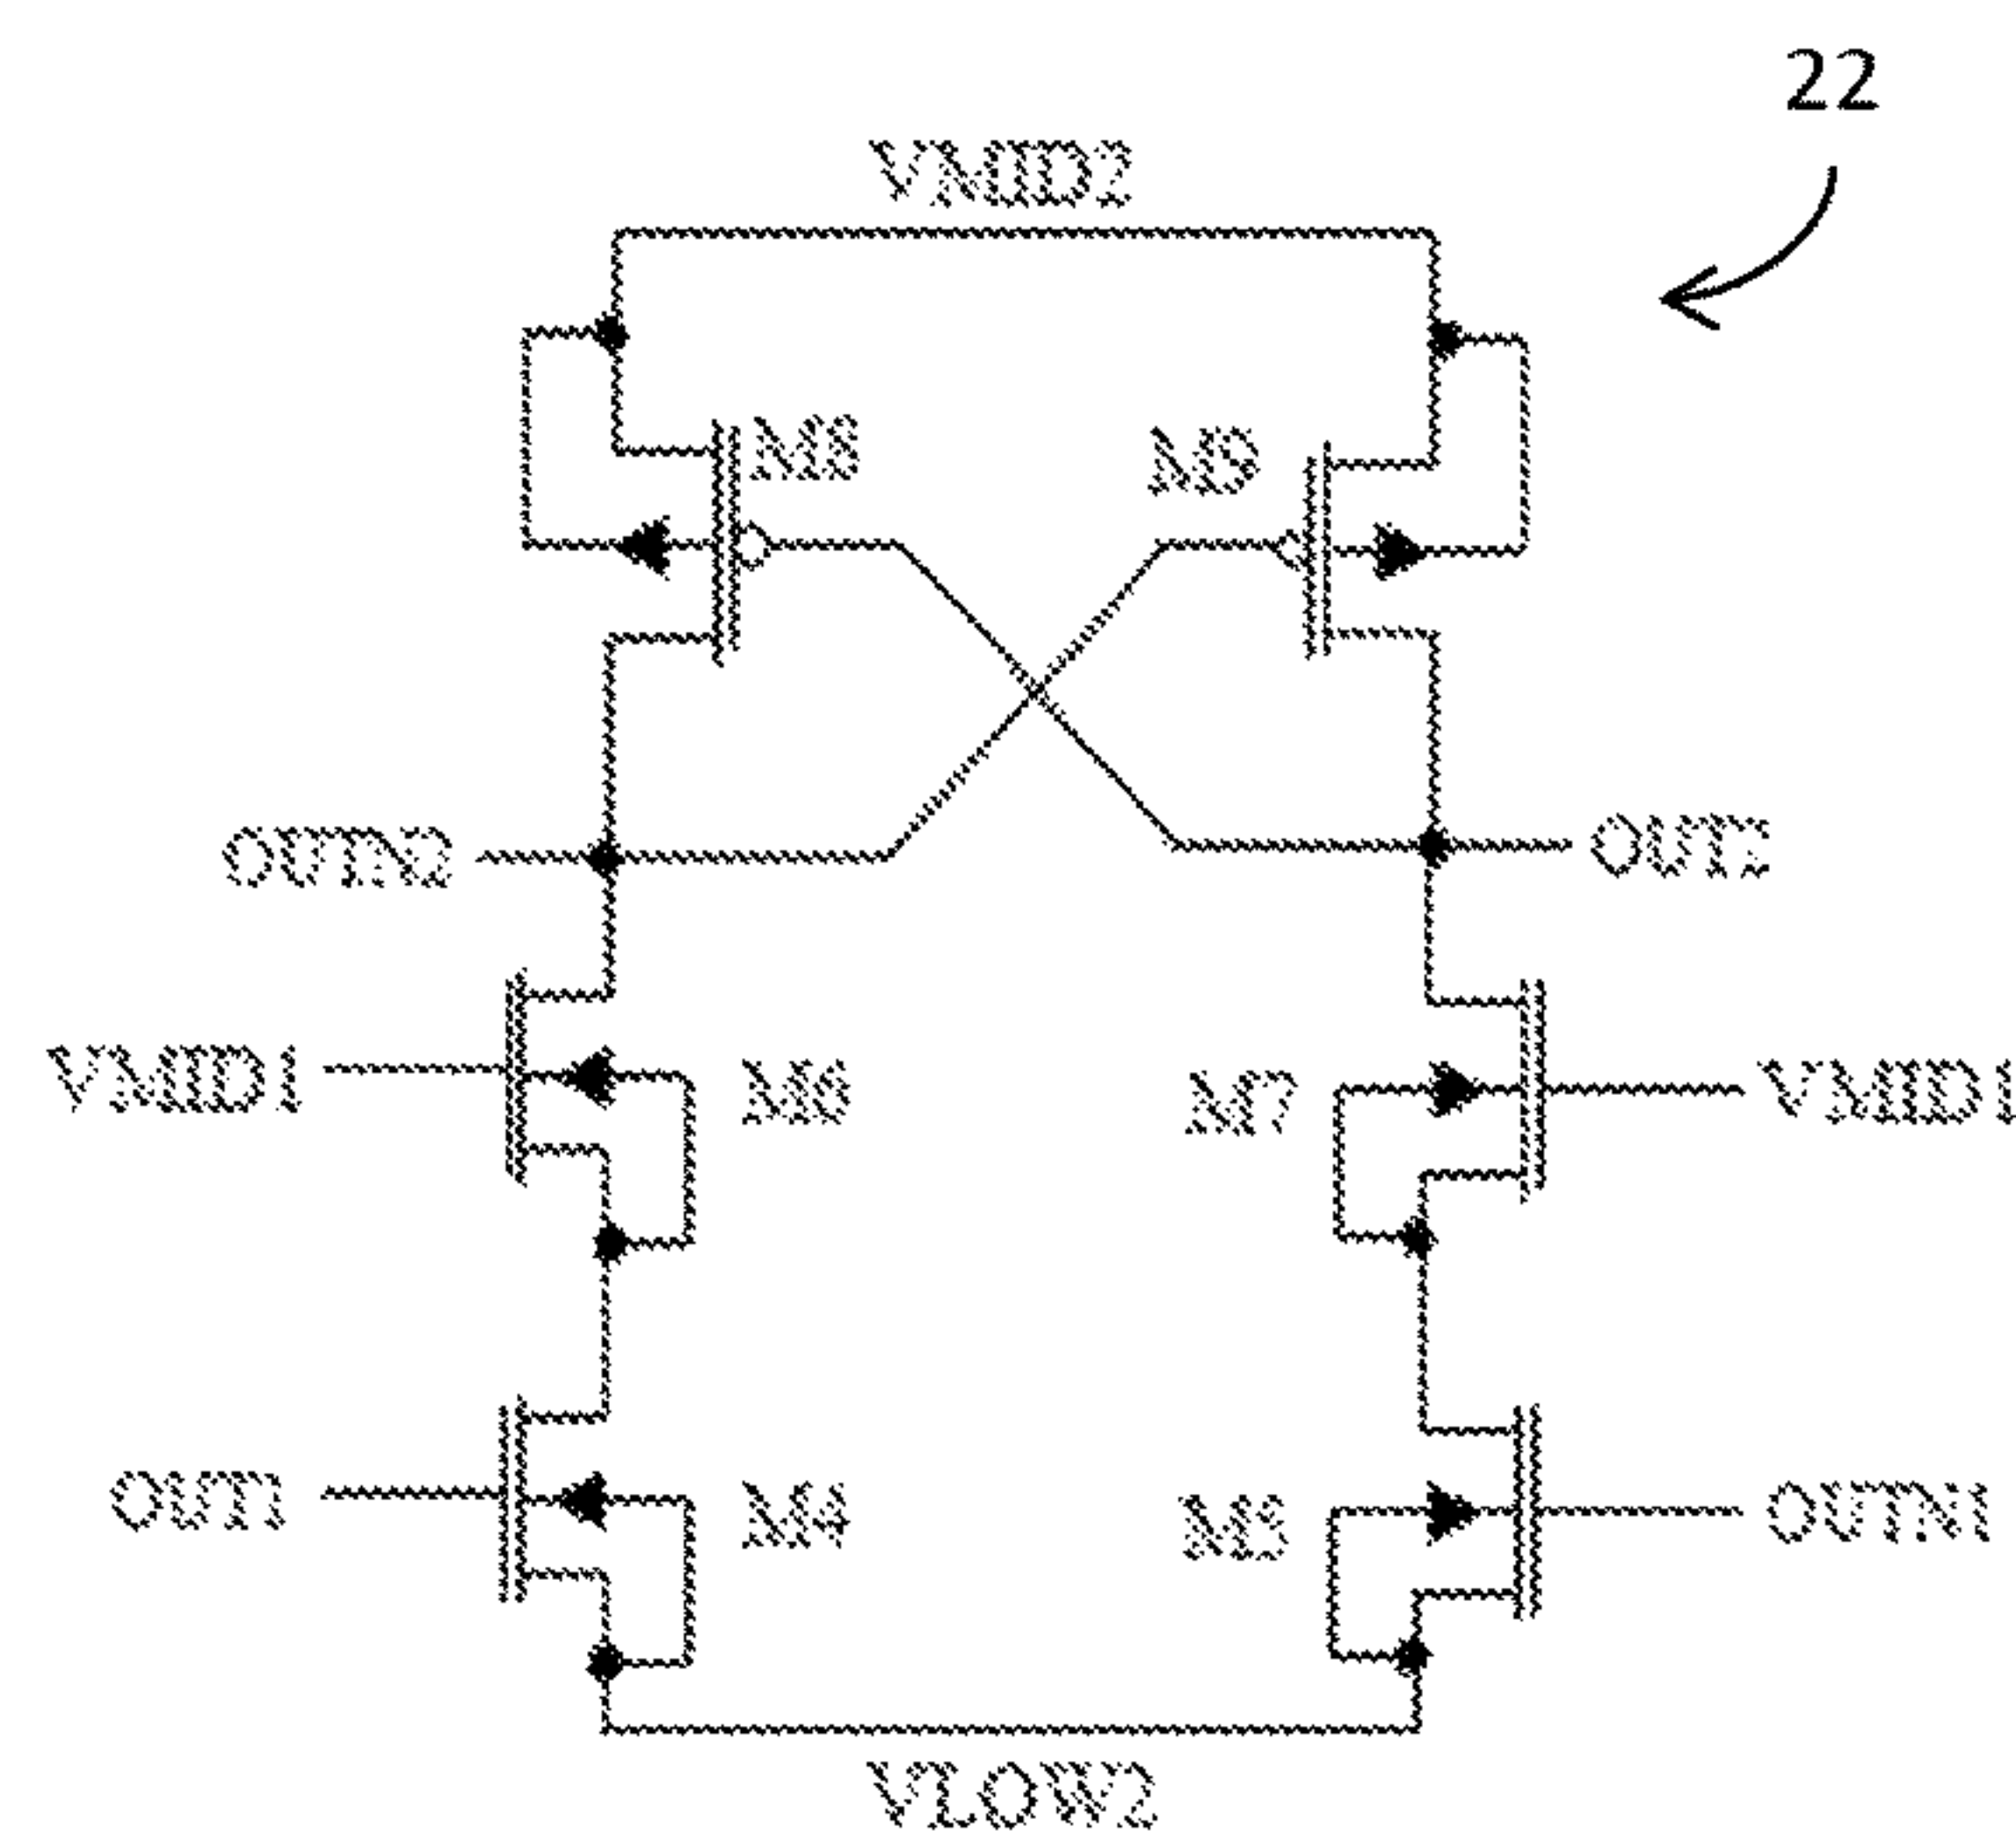 22
VMID2
M8
M9
OUTN2
OUT2
VMID1
M6
M7
VMID1
OUT1
M4
M5
OUTN1
VLOW2